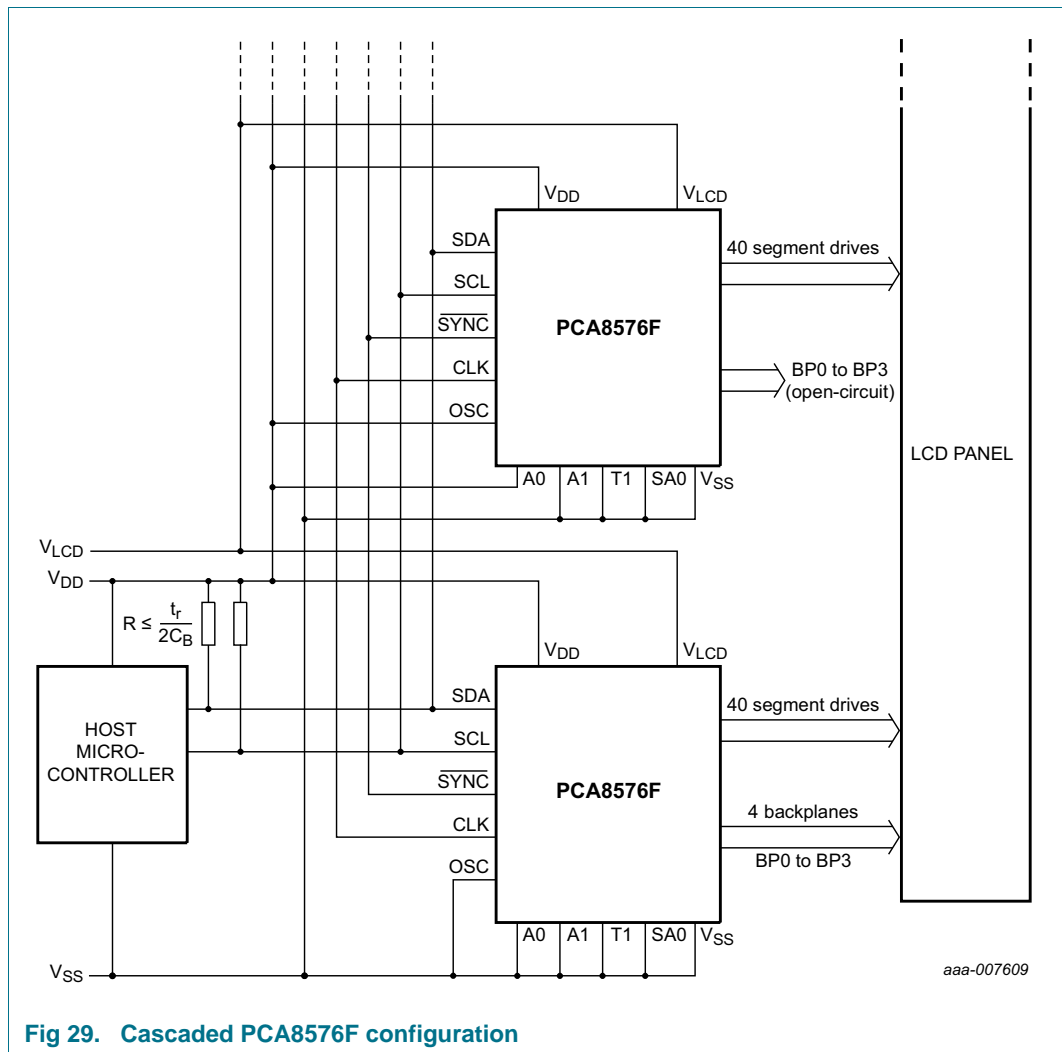 VDD
VLCD
SDA
SCL
SYNC
CLK
OSC
PCA8576F
40 segment drives
BP0 to BP3
(open-circuit)
LCD PANEL
A0 A1 T1 SA0 VSS
VLCD
VDD
R ≤ tr
2CB
HOST
MICRO-
CONTROLLER
VDD
VLCD
SDA
SCL
SYNC
CLK
OSC
PCA8576F
40 segment drives
4 backplanes
BP0 to BP3
A0 A1 T1 SA0 VSS
VSS
aaa-007609
Fig 29. Cascaded PCA8576F configuration